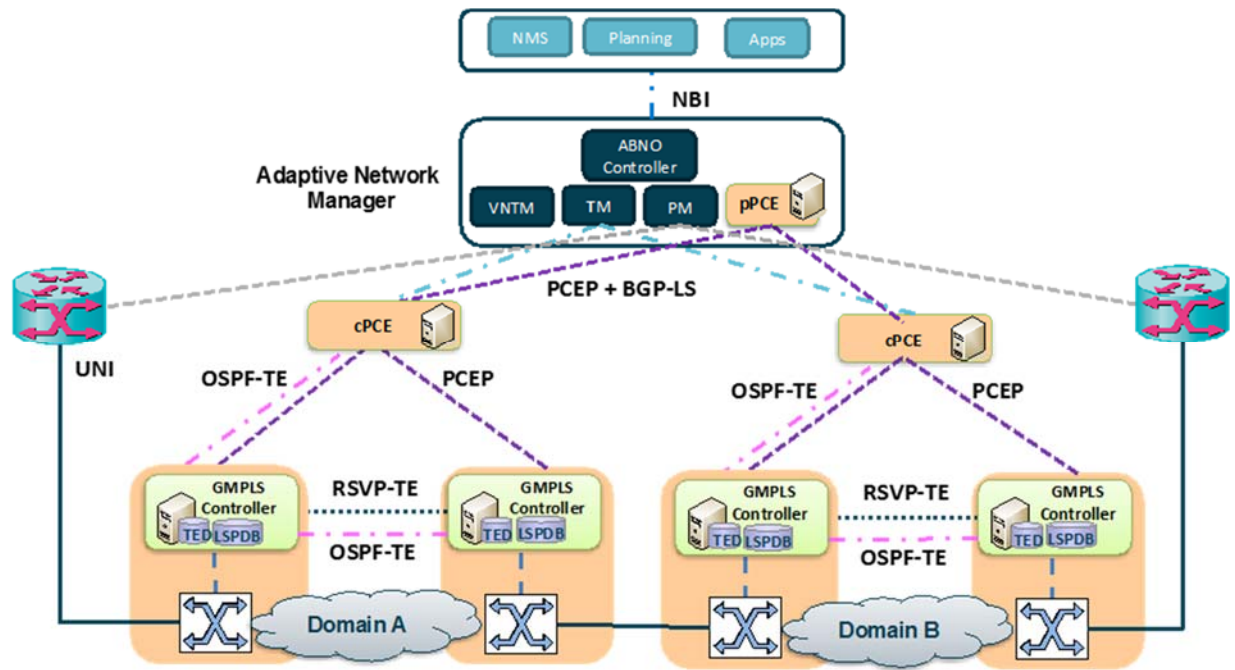 NMS
Planning
Apps
NBI
ABNO
Controller
Adaptive Network
Manager
VNTM
TM
PM
pPCE
PCEP + BGP-LS
cPCE
cPCE
UNI
OSPF-TE
PCEP
OSPF-TE
PCEP
GMPLS
Controller
TED
LSPDB
RSVP-TE
OSPF-TE
GMPLS
Controller
TED
LSPDB
GMPLS
Controller
TED
LSPDB
RSVP-TE
OSPF-TE
GMPLS
Controller
TED
LSPDB
Domain A
Domain B